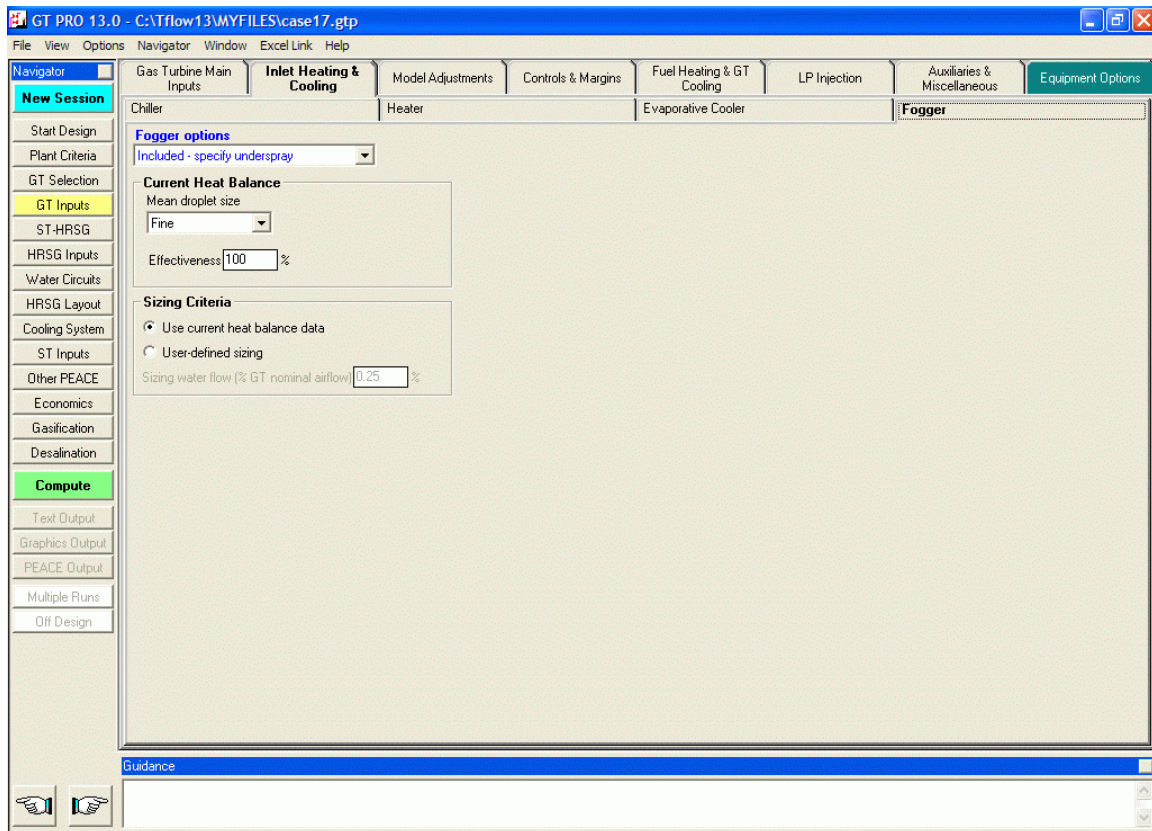 GT PRO 13.0 - C:\Tflow13\MYFILES\case17.gtp
File View Options Navigator Window Excel Link Help
Navigator
New Session
Start Design
Plant Criteria
GT Selection
GT Inputs
ST-HRSG
HRSG Inputs
Water Circuits
HRSG Layout
Cooling System
ST Inputs
Other PEACE
Economics
Gasification
Desalination
Compute
Text Output
Graphics Output
PEACE Output
Multiple Runs
Off Design
Gas Turbine Main
Inputs
Inlet Heating &
Cooling
Model Adjustments
Controls & Margins
Fuel Heating & GT
Cooling
LP Injection
Auxiliaries &
Miscellaneous
Equipment Options
Chiller
Heater
Evaporative Cooler
Fogger
Fogger options
Included - specify underspray
Current Heat Balance
Mean droplet size
Fine
Effectiveness 100 %
Sizing Criteria
Use current heat balance data
User-defined sizing
Sizing water flow (% GT nominal airflow) 0.25 %
Guidance